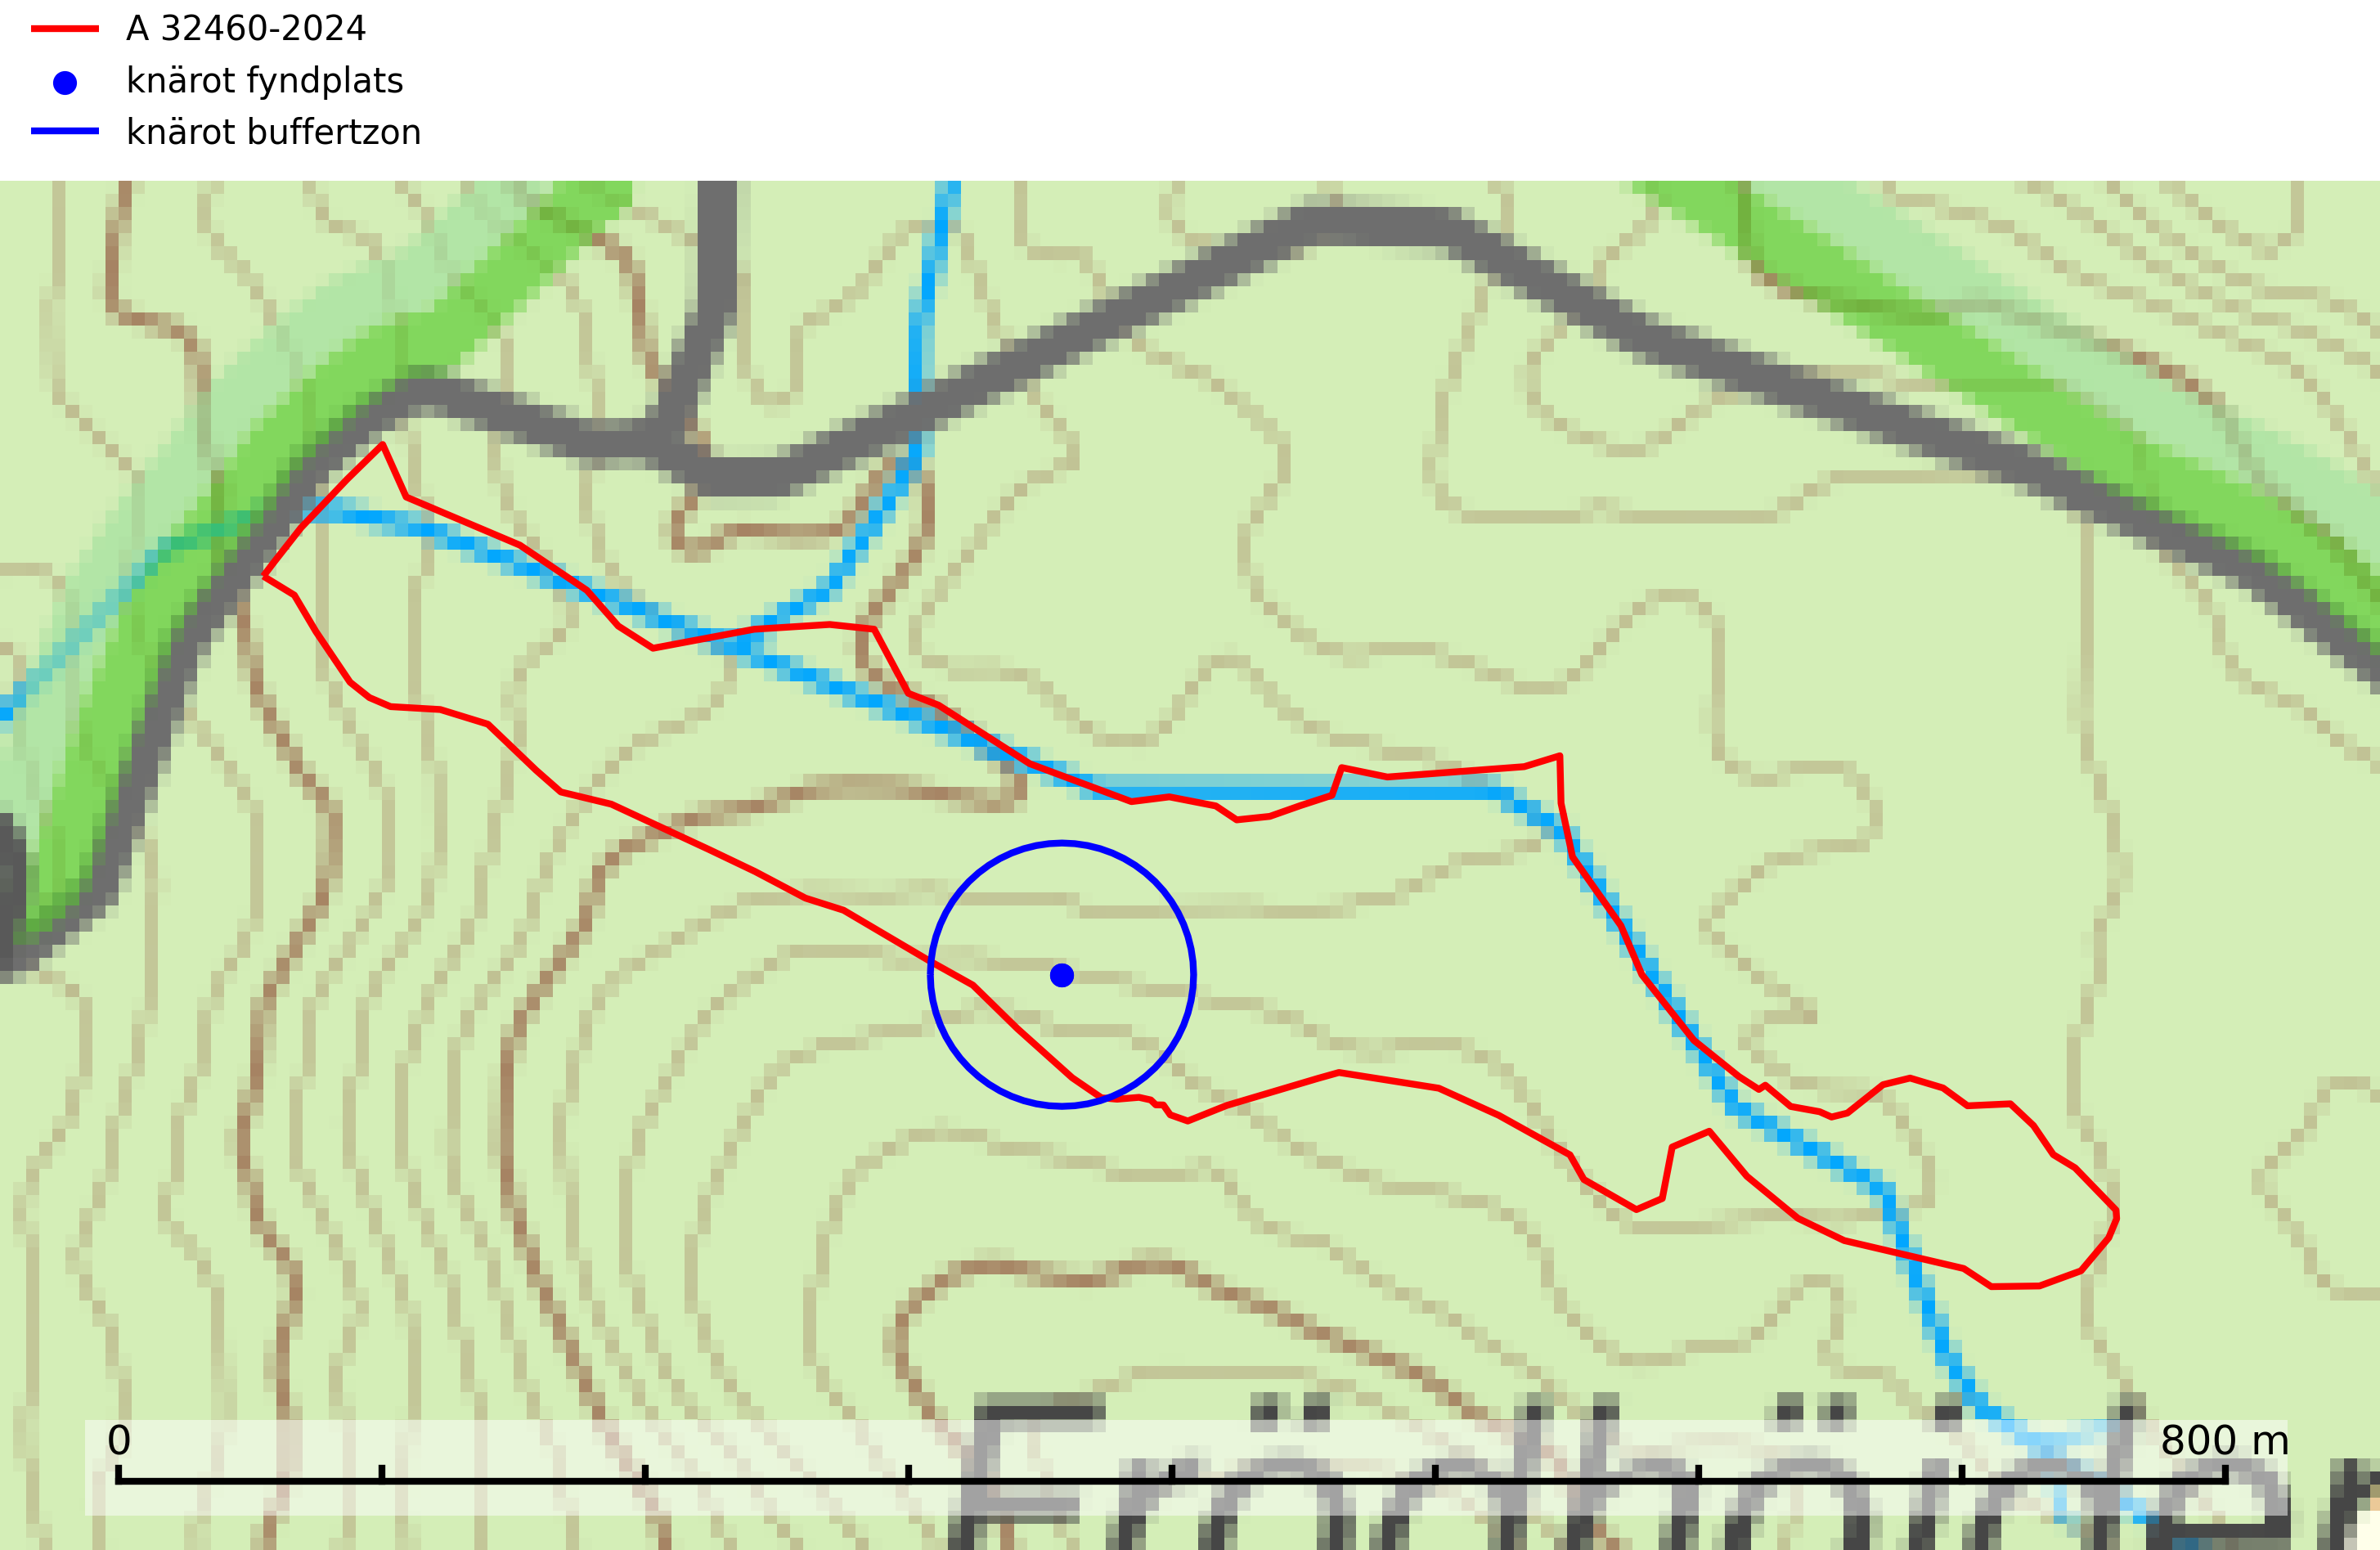 A 32460-2024
knärot fyndplats
knärot buffertzon
0
800 m